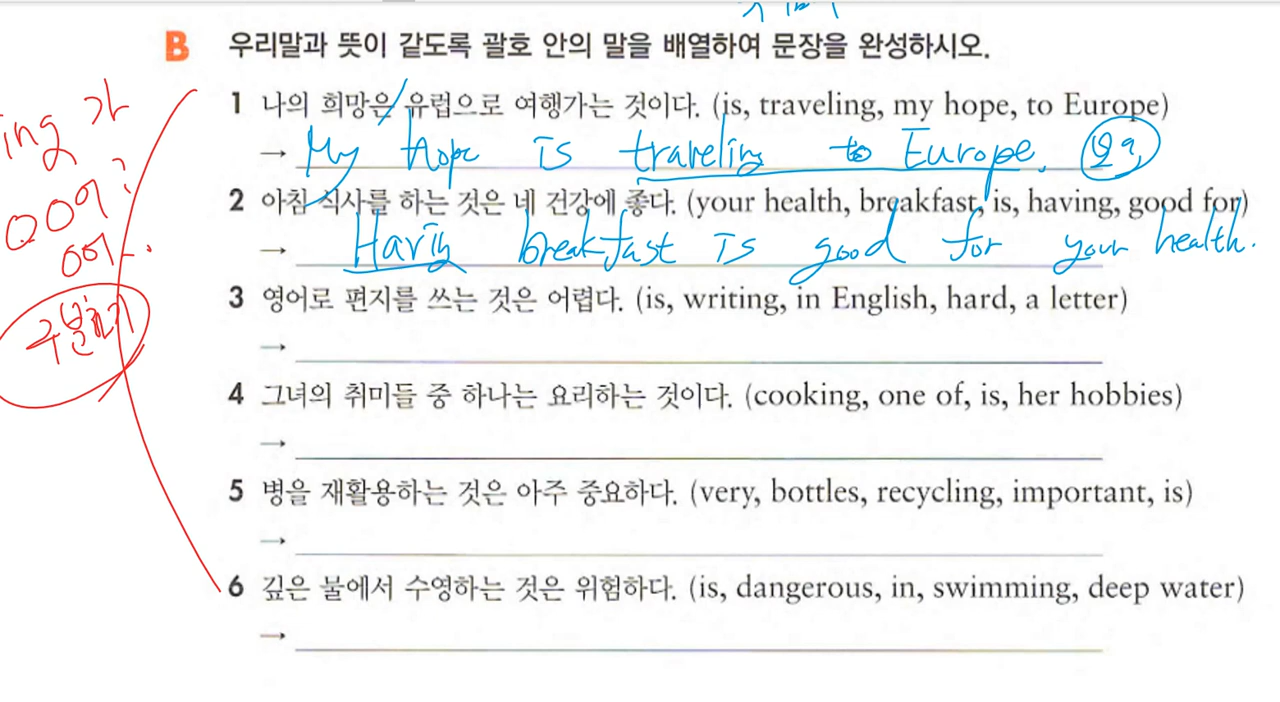 B 우리말과 뜻이 같도록 괄호 안의 말을 배열하여 문장을 완성하시오.
ing 가
1 나의 희망은 유럽으로 여행가는 것이다. (is, traveling, my hope, to Europe)
→ My hope is traveling to Europe.
2 아침 식사를 하는 것은 네 건강에 좋다. (your health, breakfast, is, having, good for)
→ Having breakfast is good for your health.
구분하기
3 영어로 편지를 쓰는 것은 어렵다. (is, writing, in English, hard, a letter)
→
4 그녀의 취미들 중 하나는 요리하는 것이다. (cooking, one of, is, her hobbies)
→
5 병을 재활용하는 것은 아주 중요하다. (very, bottles, recycling, important, is)
→
6 깊은 물에서 수영하는 것은 위험하다. (is, dangerous, in, swimming, deep water)
→